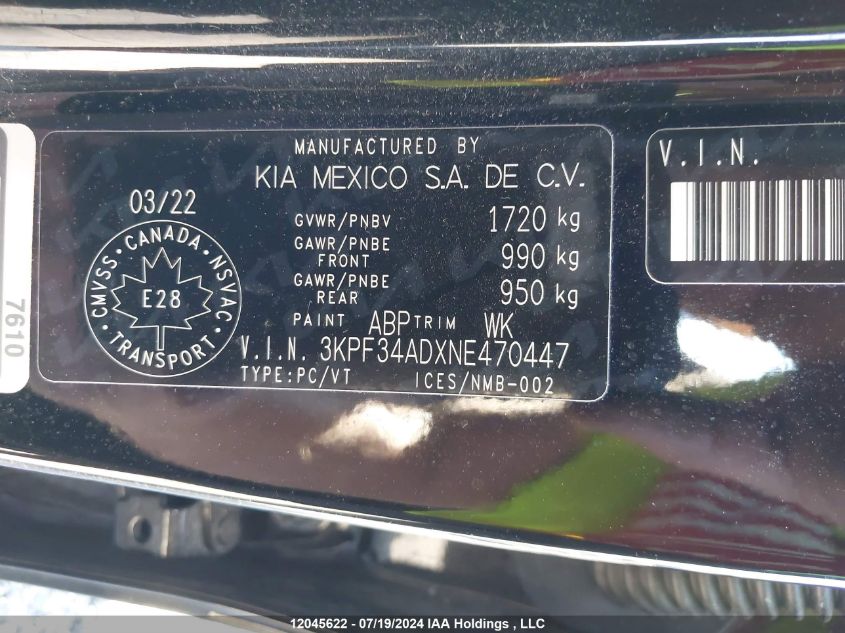 MANUFACTURED BY
KIA MEXICO S.A. DE C.V.
03/22
GVWR/PNBV 1720 kg
GAWR/PNBE FRONT 990 kg
GAWR/PNBE REAR 950 kg
PAINT ABP TRIM WK
V.I.N. 3KPF34ADXNE470447
TYPE:PC/VT ICES/NMB-002
CMVSS · CANADA · NSVAC · TRANSPORT ·
E28
V.I.N.
7610
12045622 - 07/19/2024 IAA Holdings , LLC